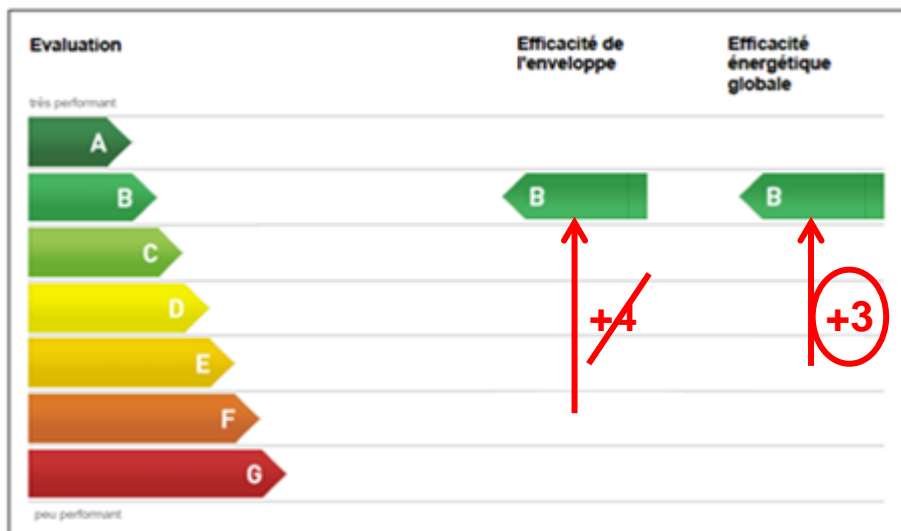 Evaluation
Efficacité de
l'enveloppe
Efficacité
énergétique
globale
très performant
A
B
B
B
C
D
+4
+3
E
F
G
peu performant